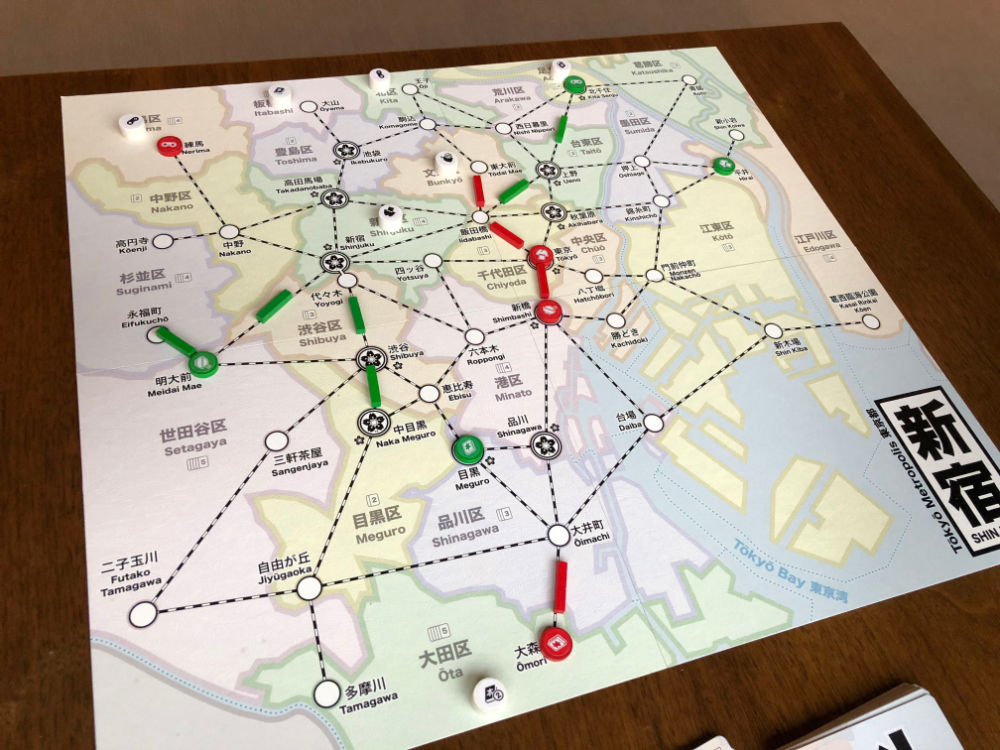 王子
北区
Kita
板
Itabashi
大山
Ōyama
荒川区
Arakawa
北千住
Kita Senju
葛飾区
Katsushika
新小岩
Shin Koiwa
練馬
Nerima
豊島区
Toshima
池袋
Ikebukuro
駒込
Komagome
西日暮里
Nishi Nippori
墨田区
Sumida
台東区
Taitō
上野
Ueno
押上
Oshiage
平井
Hirai
高田馬場
Takadanobaba
文
Bunkyō
東大前
Tōdai Mae
中野区
Nakano
中野
Nakano
高円寺
Kōenji
新宿
Shinjuku
新
Shinjuku
飯田橋
Iidabashi
秋葉原
Akihabara
錦糸町
Kinshichō
江東区
Kōtō
江戸川区
Edogawa
杉並区
Suginami
四ッ谷
Yotsuya
千代田区
Chiyoda
東京
Tōkyō
中央区
Chūō
八丁堀
Hatchōbori
門前仲町
Monzen
Nakachō
代々木
Yoyogi
永福町
Eifukuchō
渋谷区
Shibuya
渋谷
Shibuya
六本木
Roppongi
新橋
Shimbashi
勝どき
Kachidoki
新木場
Shin Kiba
葛西臨海公園
Kasai Rinkai
Kōen
明大前
Meidai Mae
恵比寿
Ebisu
港区
Minato
世田谷区
Setagaya
5
三軒茶屋
Sangenjaya
中目黒
Naka Meguro
品川
Shinagawa
台場
Daiba
目黒
Meguro
目黒区
Meguro
2
品川区
Shinagawa
3
大井町
Ōimachi
二子玉川
Futako
Tamagawa
自由が丘
Jiyūgaoka
大田区
Ōta
5
大森
Ōmori
多摩川
Tamagawa
Tōkyō Bay 東京湾
Tōkyō Metropolis 東京都
新宿
SHIN